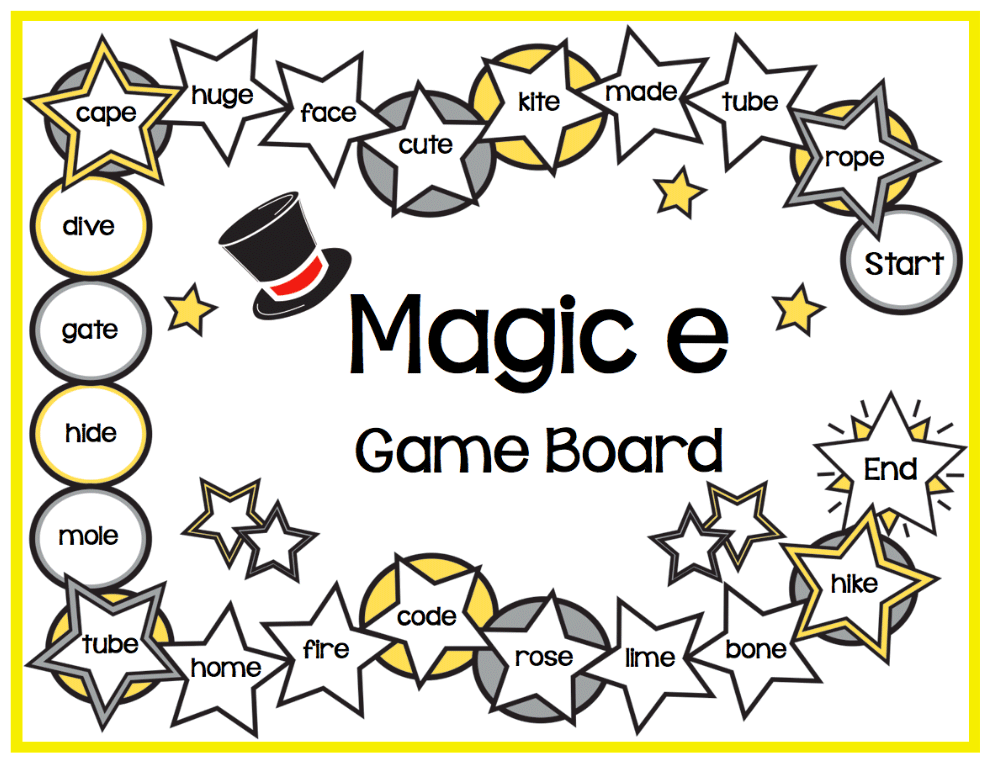 cape
huge
face
cute
kite
made
tube
rope
Start
dive
gate
hide
mole
Magic e
Game Board
End
tube
home
fire
code
rose
lime
bone
hike